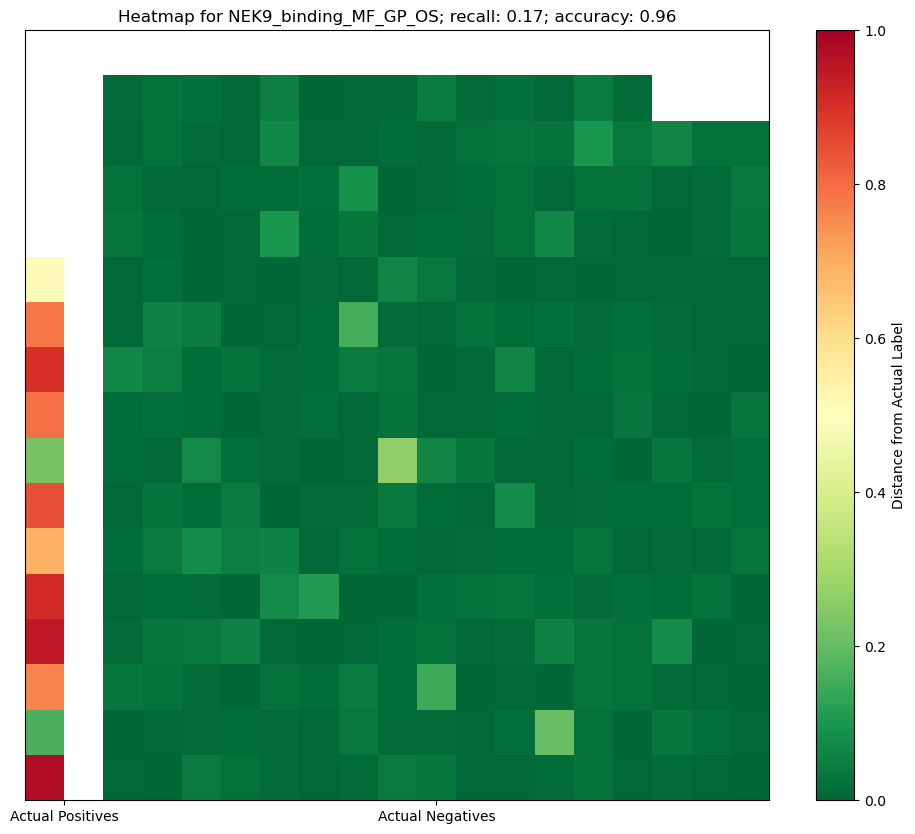 Heatmap for NEK9_binding_MF_GP_OS; recall: 0.17; accuracy: 0.96
1.0
0.8
0.6
0.4
0.2
0.0
Distance from Actual Label
Actual Positives
Actual Negatives